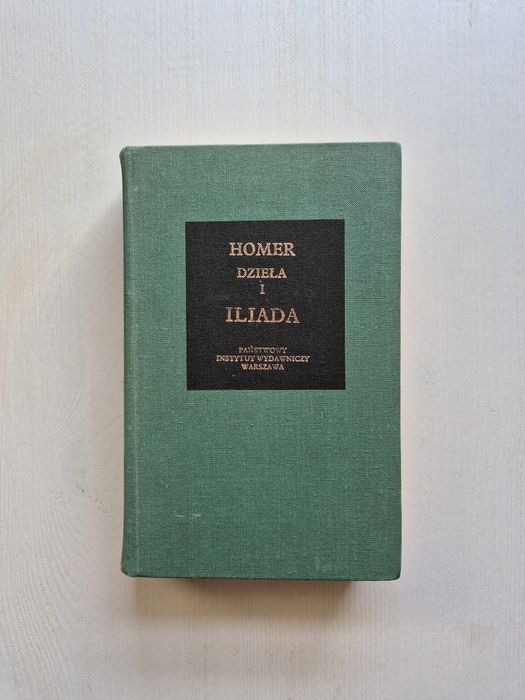 HOMER
DZIEŁA
I
ILIADA
PAŃSTWOWY
INSTYTUT WYDAWNICZY
WARSZAWA